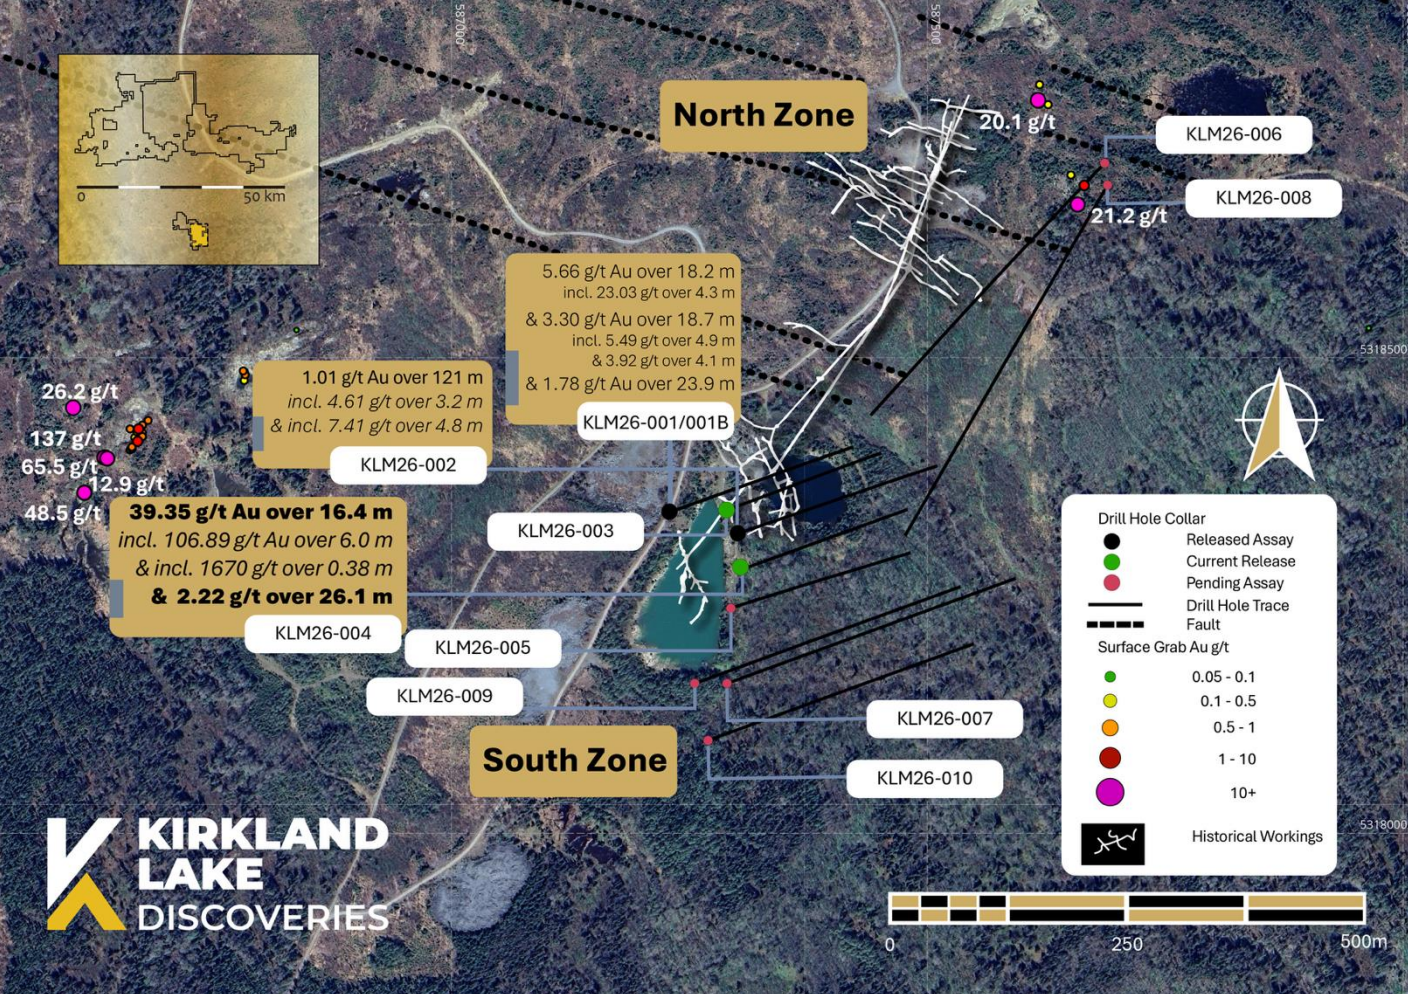 587000
587500
North Zone
20.1 g/t
KLM26-006
KLM26-008
21.2 g/t
0
50 km
5.66 g/t Au over 18.2 m
incl. 23.03 g/t over 4.3 m
& 3.30 g/t Au over 18.7 m
incl. 5.49 g/t over 4.9 m
& 3.92 g/t over 4.1 m
& 1.78 g/t Au over 23.9 m
KLM26-001/001B
5318500
1.01 g/t Au over 121 m
incl. 4.61 g/t over 3.2 m
& incl. 7.41 g/t over 4.8 m
KLM26-002
26.2 g/t
137 g/t
65.5 g/t
12.9 g/t
48.5 g/t
39.35 g/t Au over 16.4 m
incl. 106.89 g/t Au over 6.0 m
& incl. 1670 g/t over 0.38 m
& 2.22 g/t over 26.1 m
KLM26-004
KLM26-003
KLM26-005
KLM26-009
KLM26-007
KLM26-010
South Zone
Drill Hole Collar
Released Assay
Current Release
Pending Assay
Drill Hole Trace
Fault
Surface Grab Au g/t
0.05 - 0.1
0.1 - 0.5
0.5 - 1
1 - 10
10+
Historical Workings
5318000
KIRKLAND
LAKE
DISCOVERIES
0
250
500m